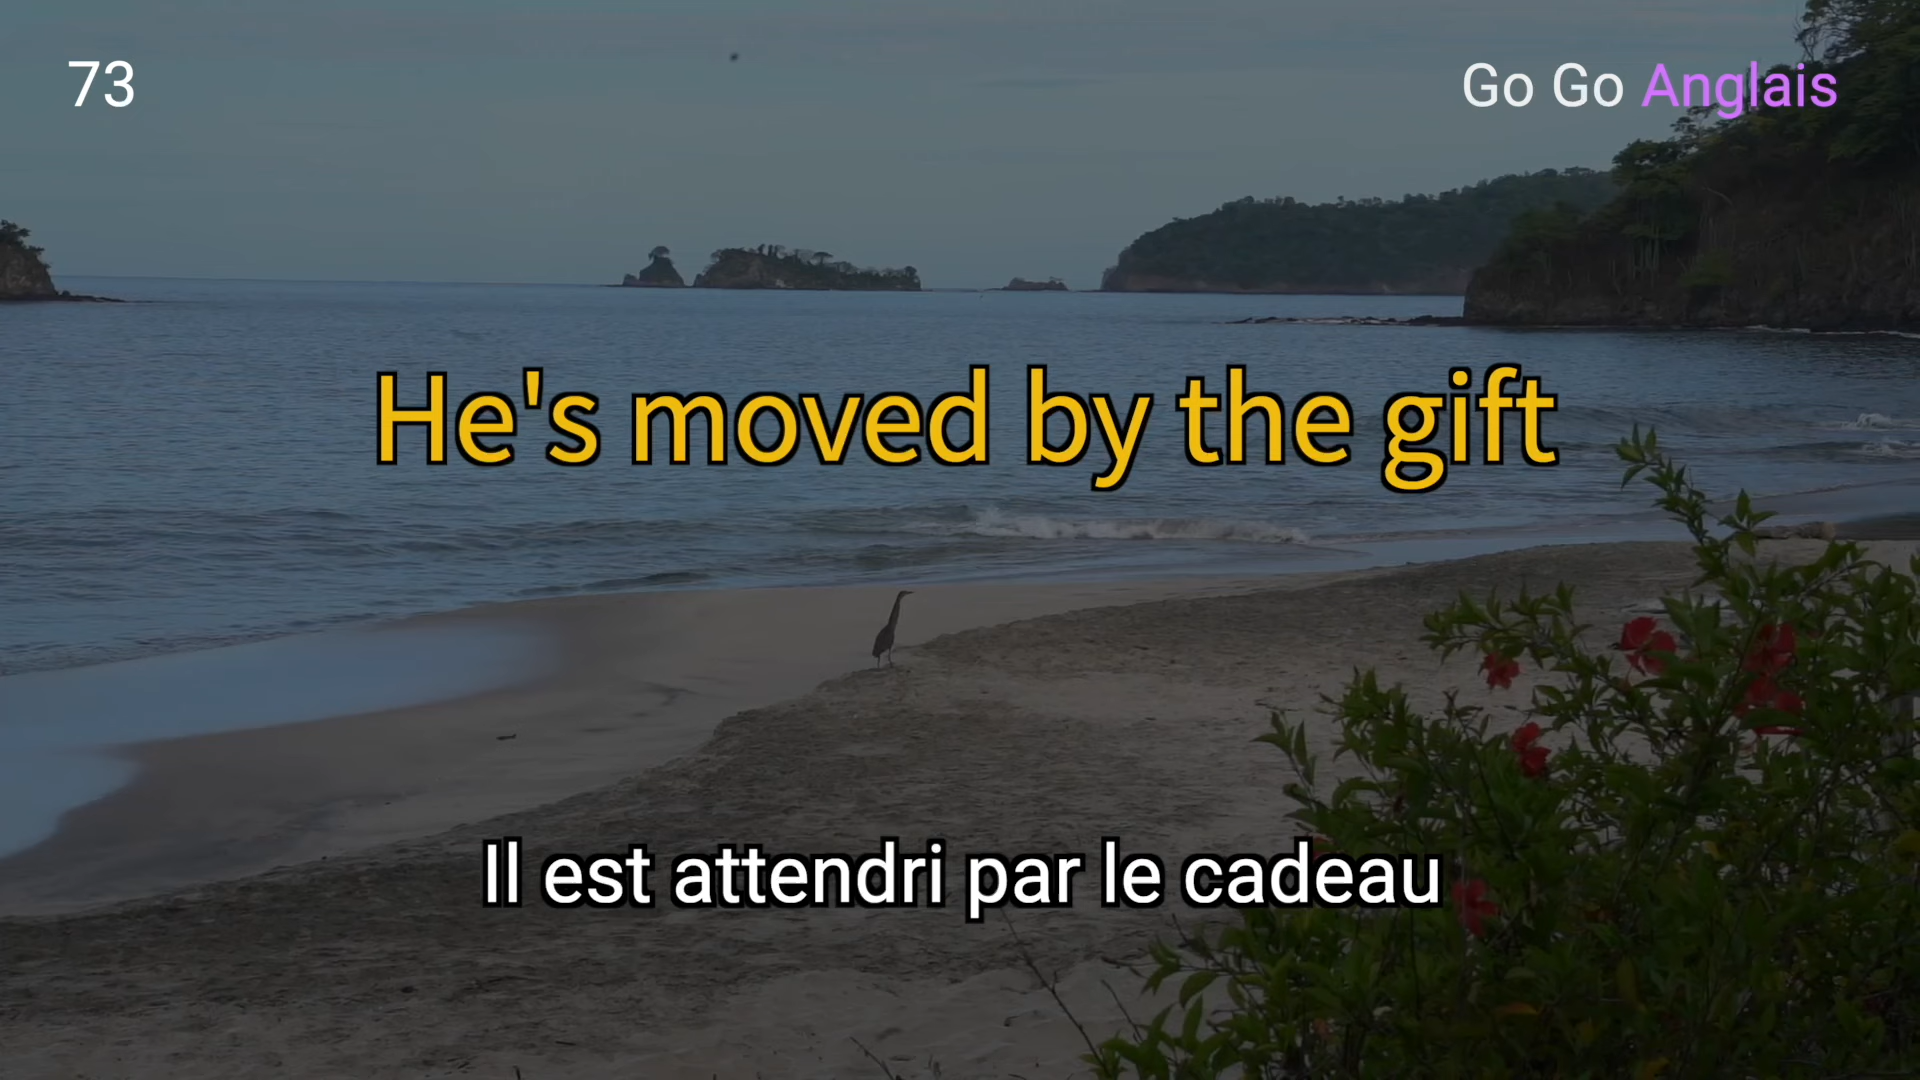 73
Go Go Anglais
He's moved by the gift
Il est attendri par le cadeau